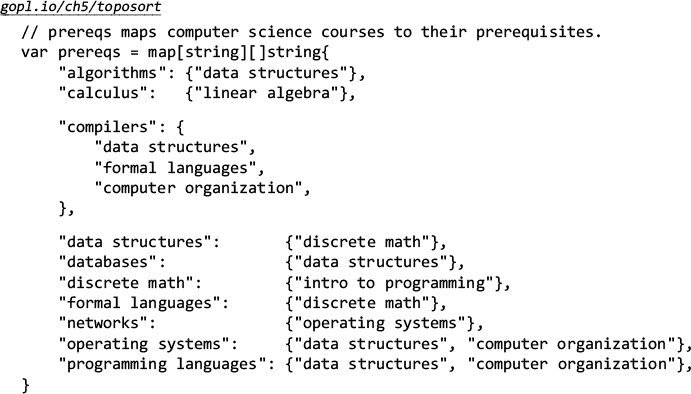 gopl.io/ch5/toposort
// prereqs maps computer science courses to their prerequisites.
var prereqs = map[string][]string{
"algorithms": {"data structures"},
"calculus": {"linear algebra"},
"compilers": {
"data structures",
"formal languages",
"computer organization",
},
"data structures": {"discrete math"},
"databases": {"data structures"},
"discrete math": {"intro to programming"},
"formal languages": {"discrete math"},
"networks": {"operating systems"},
"operating systems": {"data structures", "computer organization"},
"programming languages": {"data structures", "computer organization"},
}